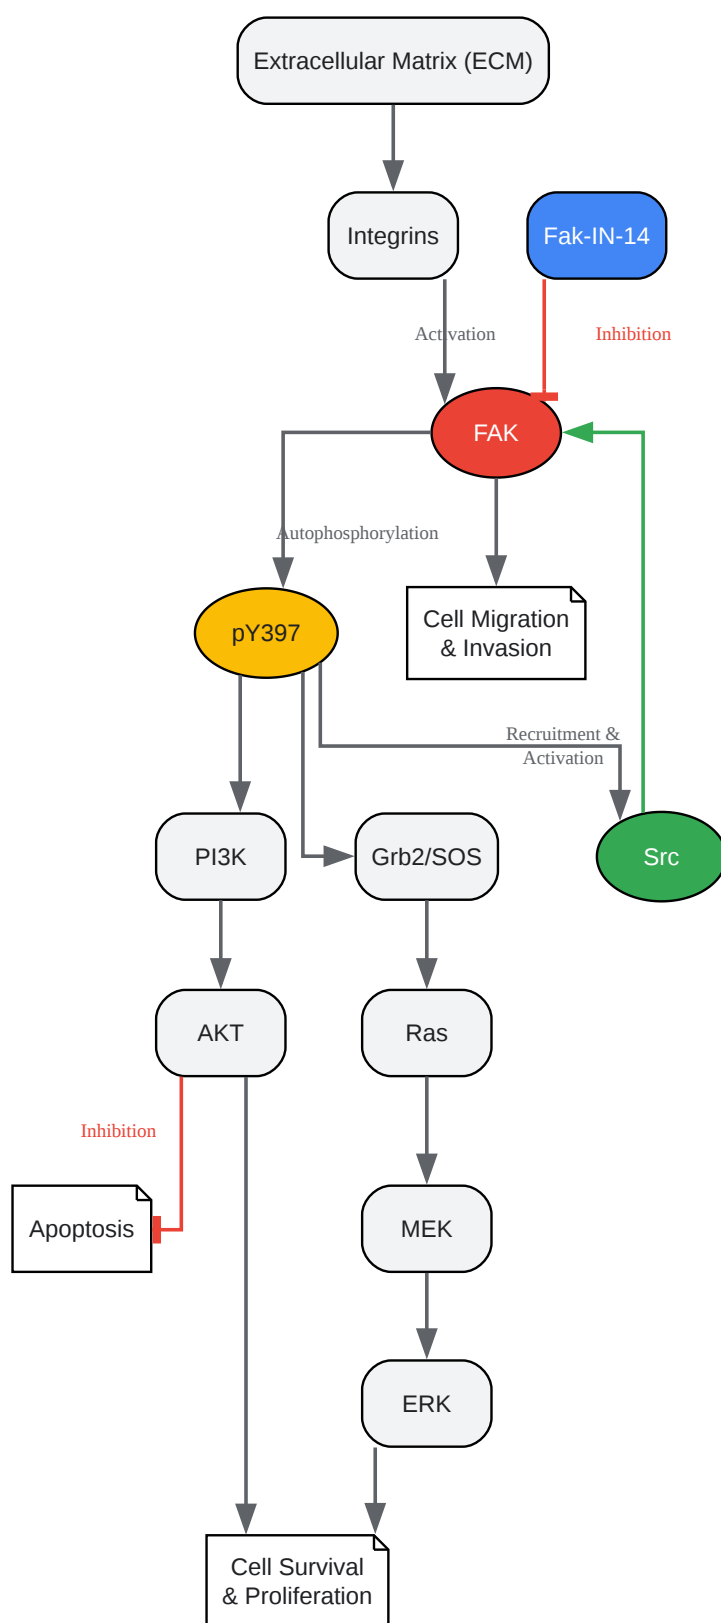 Extracellular Matrix (ECM)
Integrins
Fak-IN-14
Activation
Inhibition
FAK
Autophosphorylation
Cell Migration
& Invasion
pY397
Recruitment &
Activation
PI3K
Grb2/SOS
Src
AKT
Ras
Inhibition
Apoptosis
MEK
ERK
Cell Survival
& Proliferation